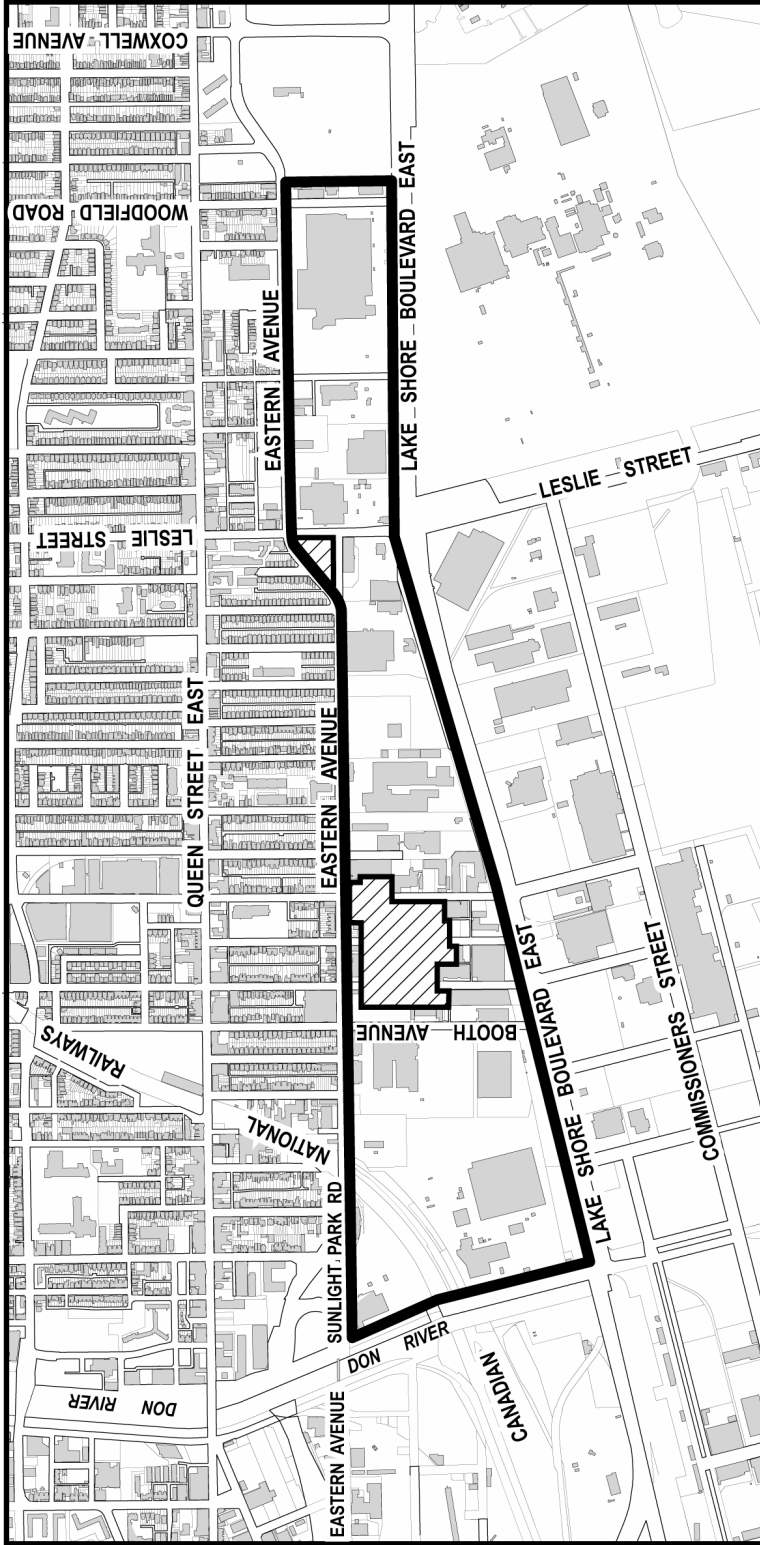 COXWELL AVENUE
WOODFIELD ROAD
LESLIE STREET
QUEEN STREET EAST
RAILWAYS
NATIONAL
DON RIVER
EASTERN AVENUE
EASTERN AVENUE
SUNLIGHT PARK RD
EASTERN AVENUE
BOOTH AVENUE
DON RIVER
CANADIAN
LAKE SHORE BOULEVARD EAST
LESLIE STREET
LAKE SHORE BOULEVARD EAST
COMMISSIONERS STREET